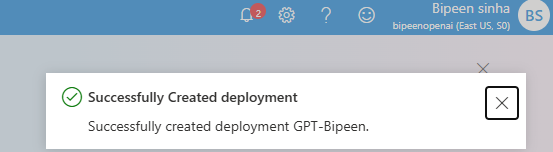 Bipeen sinha
2
bipeenopenai (East US, S0)
BS
Successfully Created deployment
Successfully created deployment GPT-Bipeen.